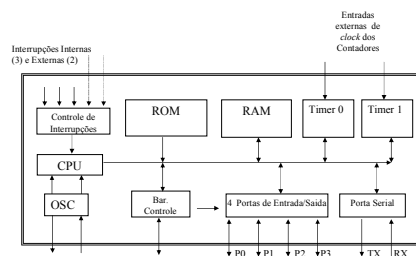 Entradas
externas de
clock dos
Contadores
Interrupções Internas
(3) e Externas (2)
Controle de
Interrupções
ROM
RAM
Timer 0
Timer 1
CPU
OSC
Bar.
Controle
4 Portas de Entrada/Saida
Porta Serial
P0 P1 P2 P3 TX RX